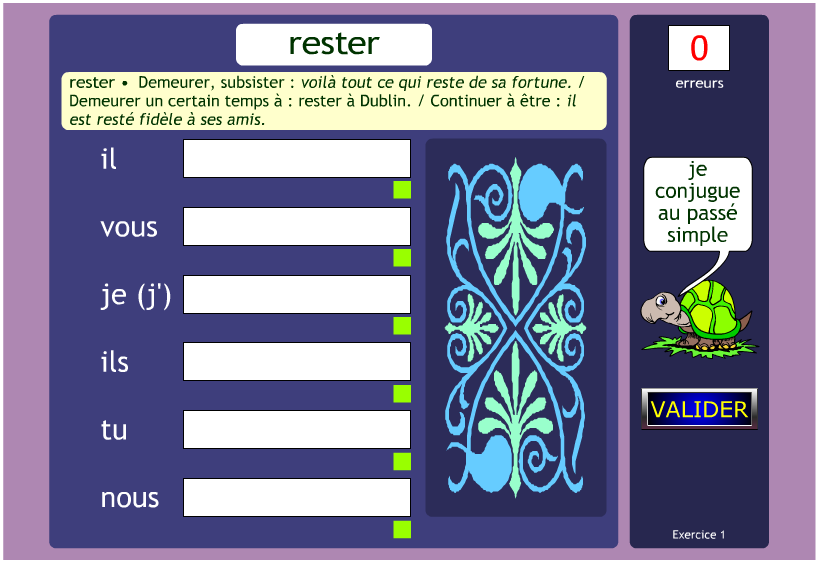 rester
rester • Demeurer, subsister : voilà tout ce qui reste de sa fortune. /
Demeurer un certain temps à : rester à Dublin. / Continuer à être : il
est resté fidèle à ses amis.
il
vous
je (j')
ils
tu
nous
0
erreurs
je
conjugue
au passé
simple
VALIDER
Exercice 1